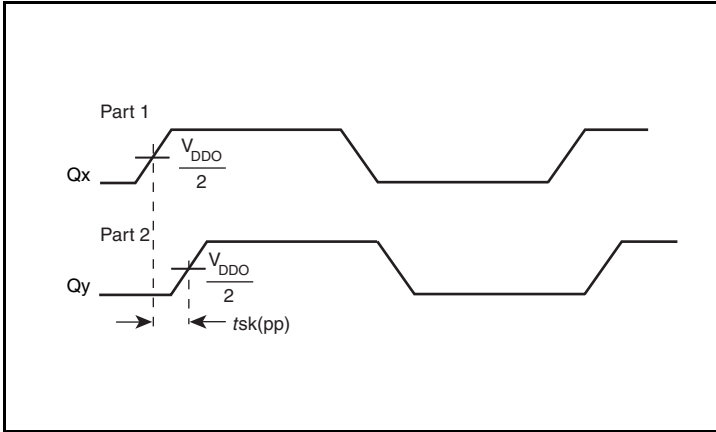 Part 1
V_DDO
2
Qx
Part 2
V_DDO
2
Qy
tsk(pp)